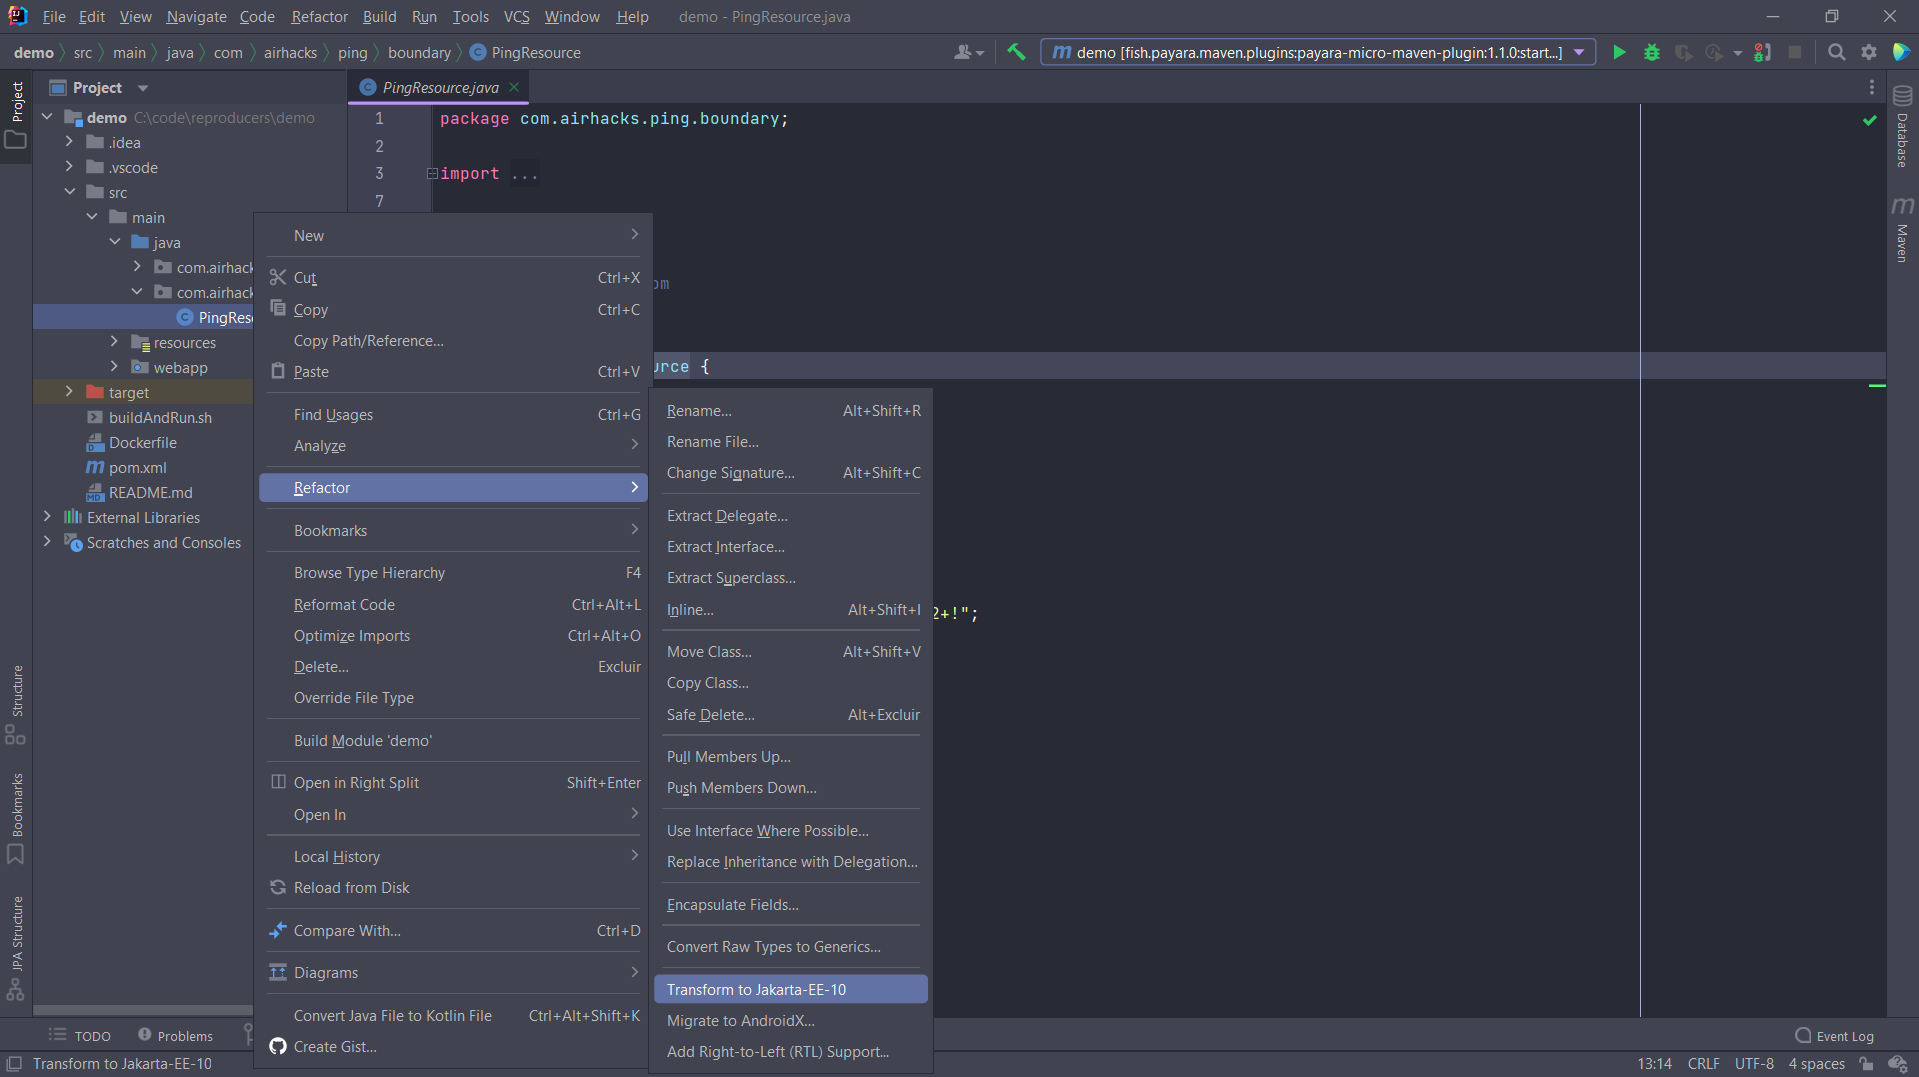 File Edit View Navigate Code Refactor Build Run Tools VCS Window Help demo - PingResource.java
demo src main java com airhacks ping boundary PingResource
demo [fish.payara.maven.plugins:payara-micro-maven-plugin:1.1.0:start...]
Project
Project
PingResource.java
demo C:\code\reproducers\demo
.idea
.vscode
src
main
java
com.airhack
com.airhack
PingReso
resources
webapp
target
buildAndRun.sh
Dockerfile
pom.xml
README.md
External Libraries
Scratches and Consoles
1 package com.airhacks.ping.boundary;
2
3 import ...
7
om
urce {
2+!";
New
Cut Ctrl+X
Copy Ctrl+C
Copy Path/Reference...
Paste Ctrl+V
Find Usages Ctrl+G
Analyze
Refactor
Bookmarks
Browse Type Hierarchy F4
Reformat Code Ctrl+Alt+L
Optimize Imports Ctrl+Alt+O
Delete... Excluir
Override File Type
Build Module 'demo'
Open in Right Split Shift+Enter
Open In
Local History
Reload from Disk
Compare With... Ctrl+D
Diagrams
Convert Java File to Kotlin File Ctrl+Alt+Shift+K
Create Gist...
Rename... Alt+Shift+R
Rename File...
Change Signature... Alt+Shift+C
Extract Delegate...
Extract Interface...
Extract Superclass...
Inline... Alt+Shift+I
Move Class... Alt+Shift+V
Copy Class...
Safe Delete... Alt+Excluir
Pull Members Up...
Push Members Down...
Use Interface Where Possible...
Replace Inheritance with Delegation...
Encapsulate Fields...
Convert Raw Types to Generics...
Transform to Jakarta-EE-10
Migrate to AndroidX...
Add Right-to-Left (RTL) Support...
Database
Maven
Structure
Bookmarks
JPA Structure
TODO Problems Event Log
Transform to Jakarta-EE-10 13:14 CRLF UTF-8 4 spaces